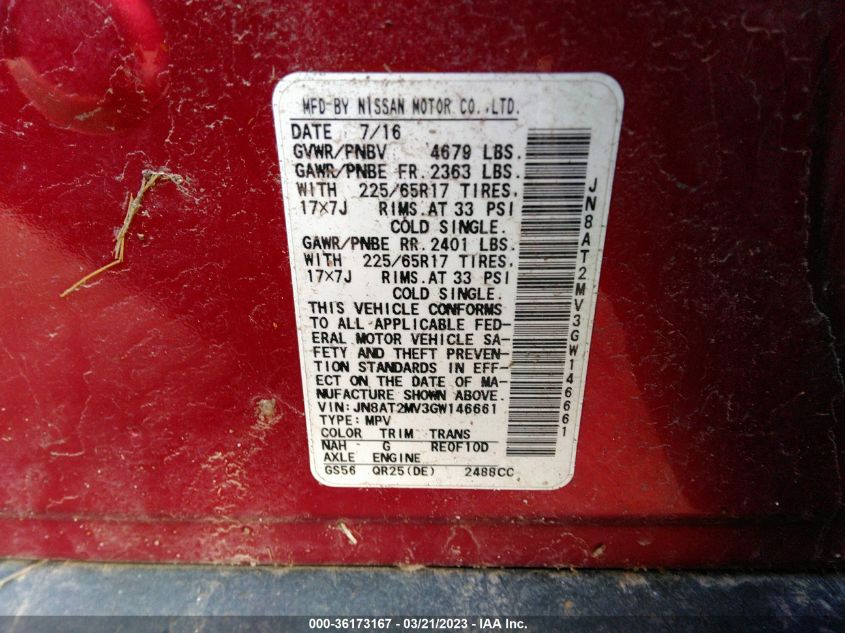 MFD BY NISSAN MOTOR CO.,LTD.
DATE 7/16
GVWR/PNBV 4679 LBS.
GAWR/PNBE FR. 2363 LBS.
WITH 225/65R17 TIRES.
17×7J RIMS.AT 33 PSI
COLD SINGLE.
GAWR/PNBE RR. 2401 LBS.
WITH 225/65R17 TIRES.
17×7J RIMS.AT 33 PSI
COLD SINGLE.
THIS VEHICLE CONFORMS
TO ALL APPLICABLE FED-
ERAL MOTOR VEHICLE SA-
FETY AND THEFT PREVEN-
TION STANDARDS IN EFF-
ECT ON THE DATE OF MA-
NUFACTURE SHOWN ABOVE.
VIN:JN8AT2MV3GW146661
TYPE:MPV
COLOR TRIM TRANS
NAH G RE0F10D
AXLE ENGINE
GS56 QR25(DE) 2488CC
JN8AT2MV3GW146661
000-36173167 - 03/21/2023 - IAA Inc.